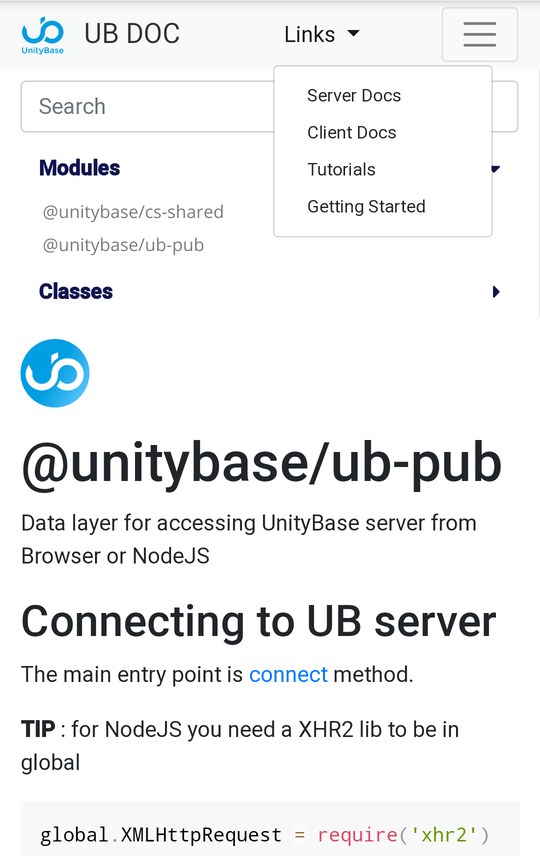 UnityBase
UB DOC
Links
Search
Server Docs
Client Docs
Tutorials
Getting Started
Modules
@unitybase/cs-shared
@unitybase/ub-pub
Classes
@unitybase/ub-pub
Data layer for accessing UnityBase server from
Browser or NodeJS
Connecting to UB server
The main entry point is connect method.
TIP : for NodeJS you need a XHR2 lib to be in
global
global.XMLHttpRequest = require('xhr2')